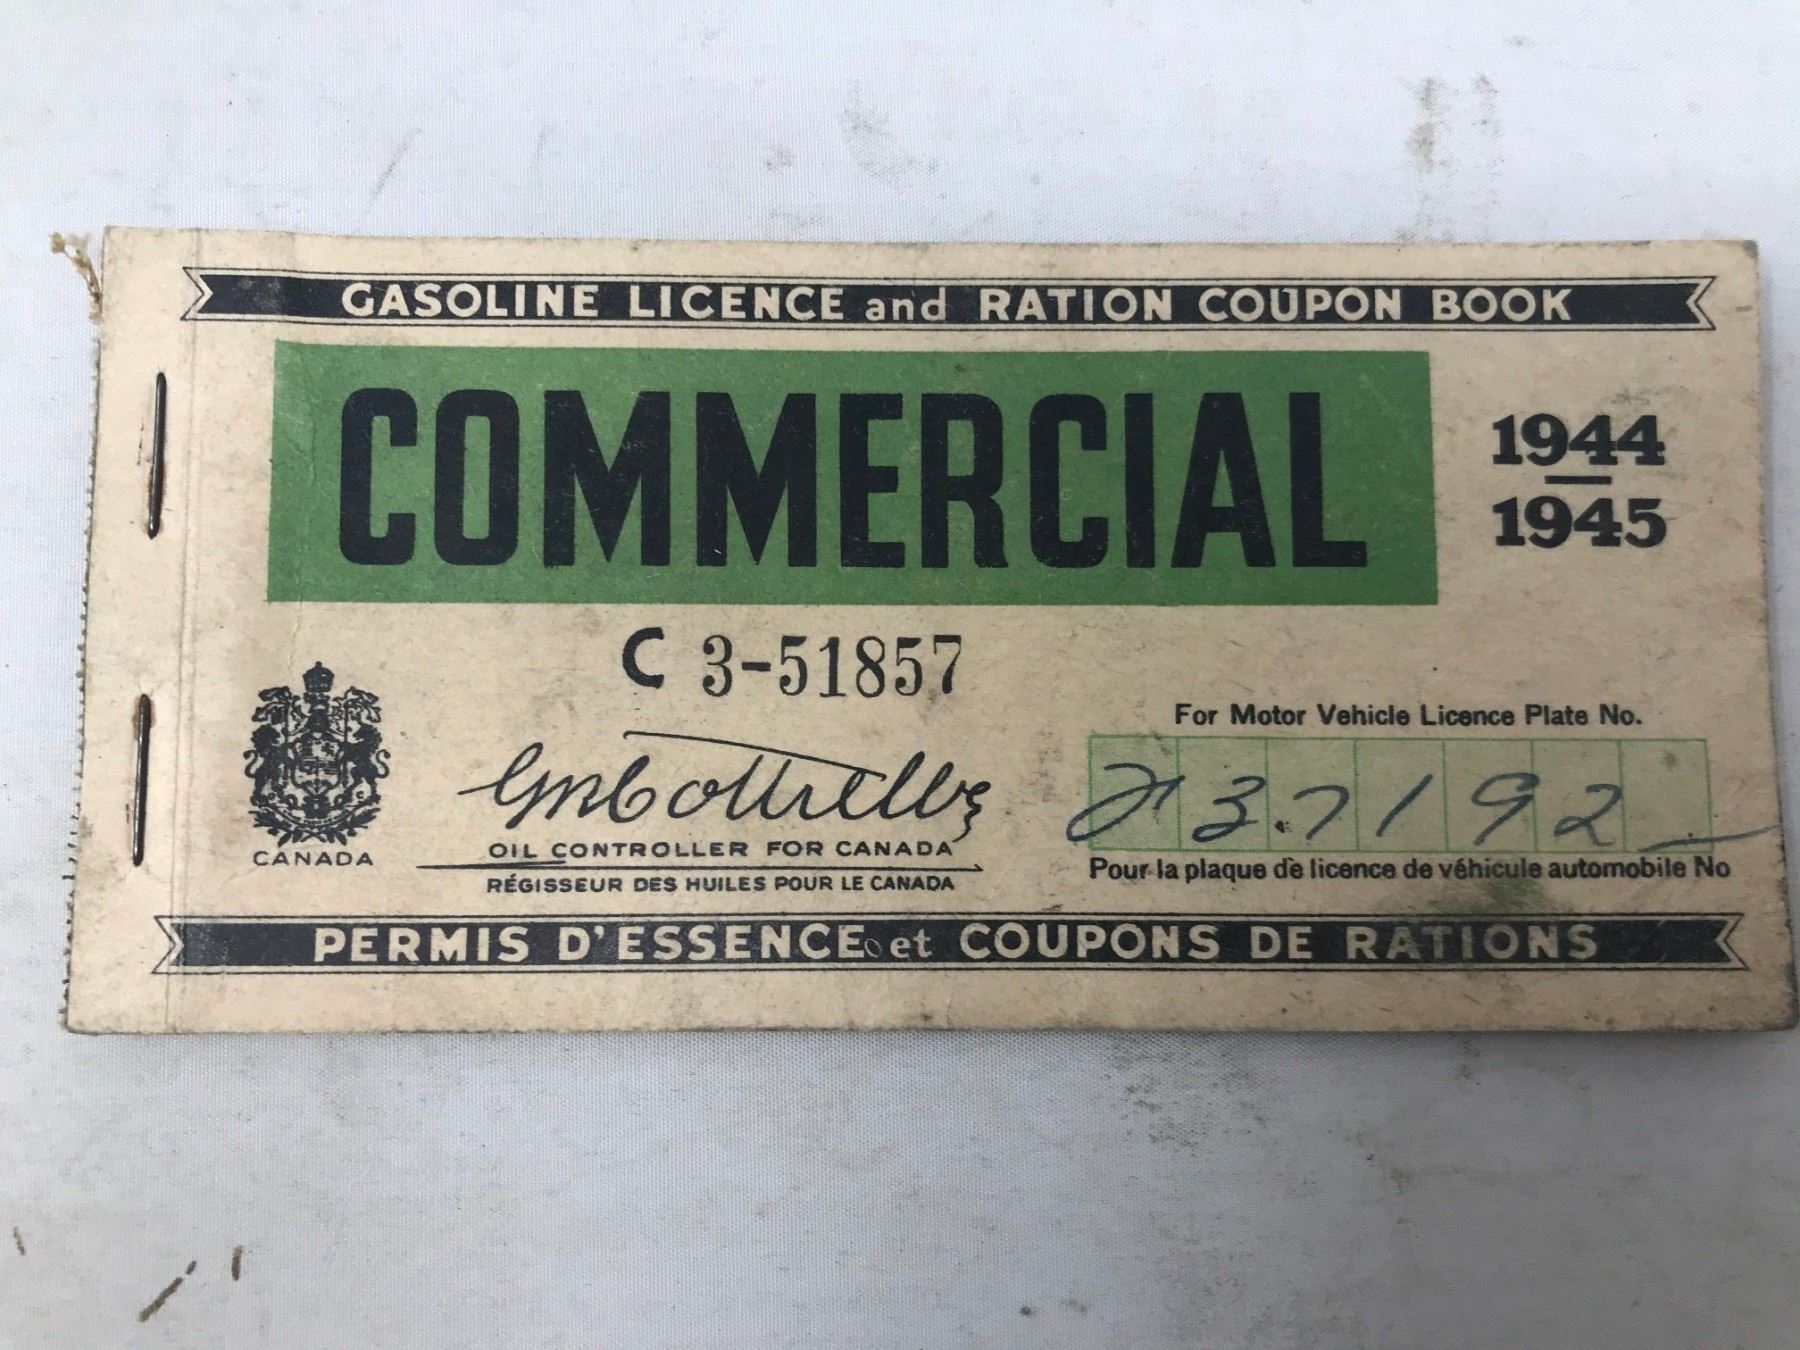 GASOLINE LICENCE and RATION COUPON BOOK
COMMERCIAL
1944
1945
C 3-51857
For Motor Vehicle Licence Plate No.
CANADA
OIL CONTROLLER FOR CANADA
RÉGISSEUR DES HUILES POUR LE CANADA
37192
Pour la plaque de licence de véhicule automobile No
PERMIS D'ESSENCE et COUPONS DE RATIONS